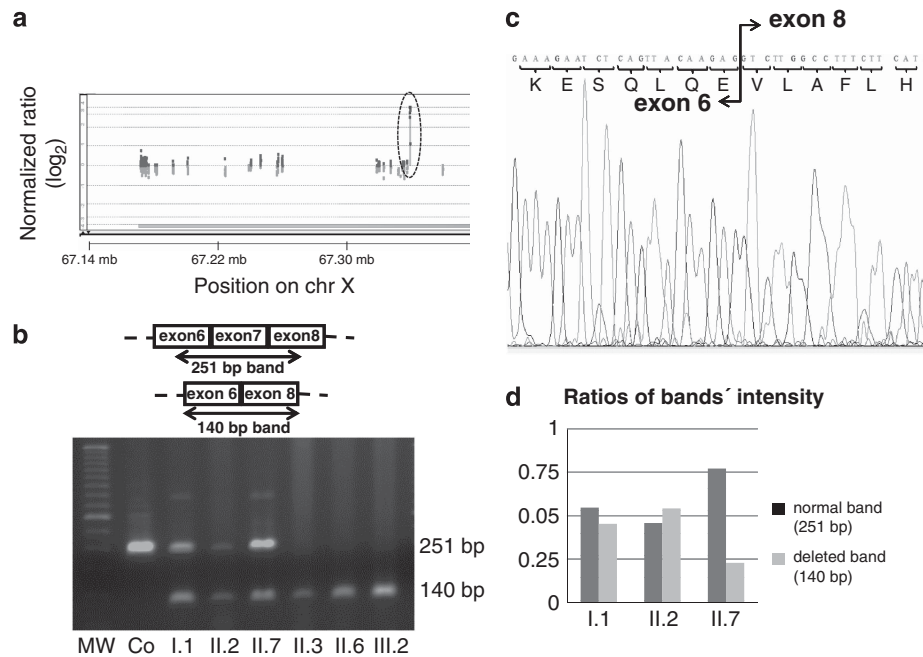 a
Normalized ratio
(log2)
67.14 mb 67.22 mb 67.30 mb
Position on chr X
b
exon6 exon7 exon8
251 bp band
exon 6 exon 8
140 bp band
251 bp
140 bp
MW Co I.1 II.2 II.7 II.3 II.6 III.2
c
exon 8
G A A A G A A T C T C A G T T A C A A G A G G T C T T G G C C T T T C T T C A T
K E S Q L Q E V L A F L H
exon 6
d Ratios of bands´ intensity
1
0.75
0.05
0.25
0
I.1 II.2 II.7
normal band
(251 bp)
deleted band
(140 bp)